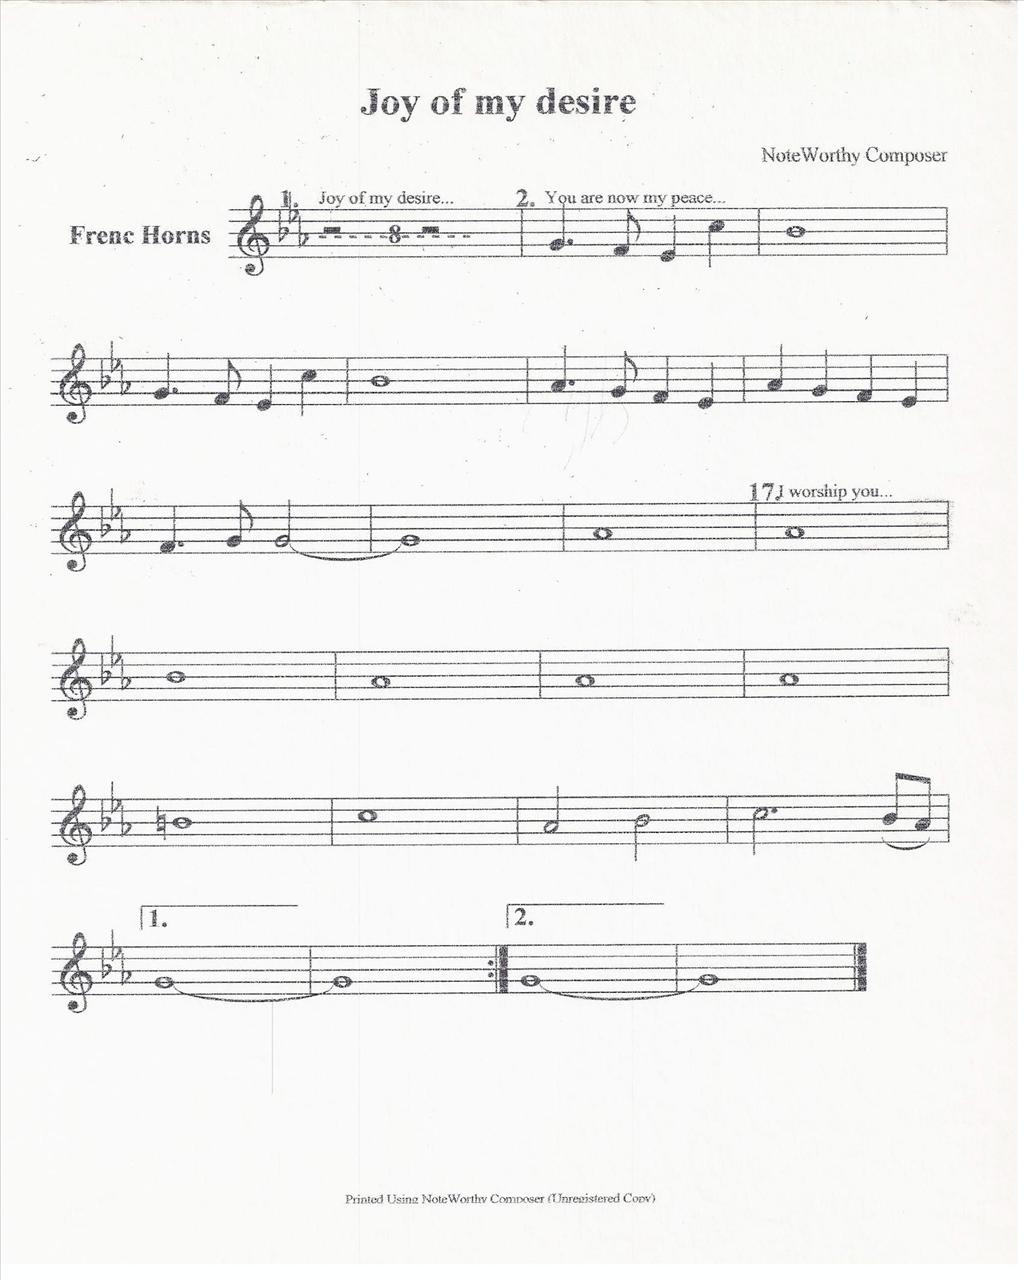 Joy of my desire
NoteWorthy Composer
1. Joy of my desire... 2. You are now my peace...
Frenc Horns
8
17. I worship you...
1. 2.
Printed Using NoteWorthy Composer (Unregistered Copy)